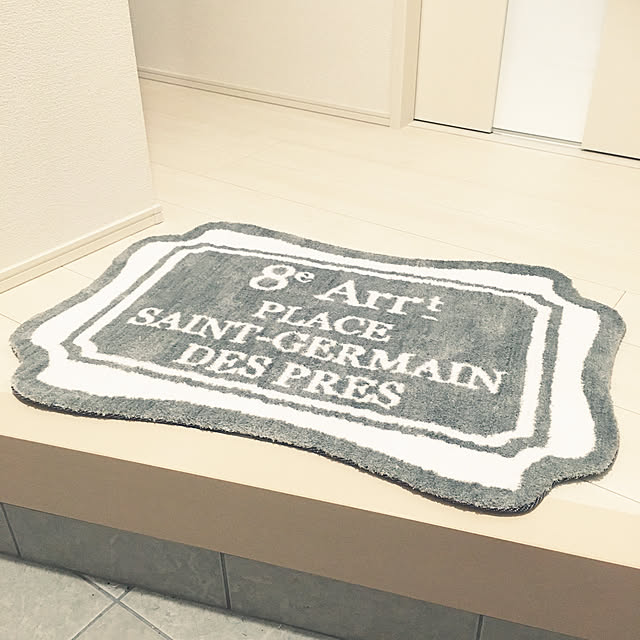 8e Arrt
PLACE
SAINT-GERMAIN
DES PRES